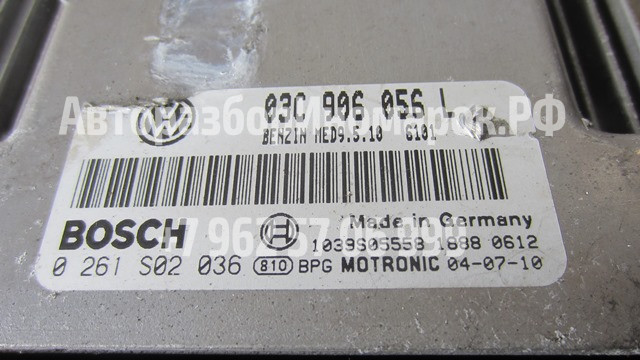 03C 906 056 L
BENZIN MED9.5.10 G101
BOSCH
Made in Germany
1039S05558 1888 0612
0 261 S02 036 810 BPG MOTRONIC 04-07-10